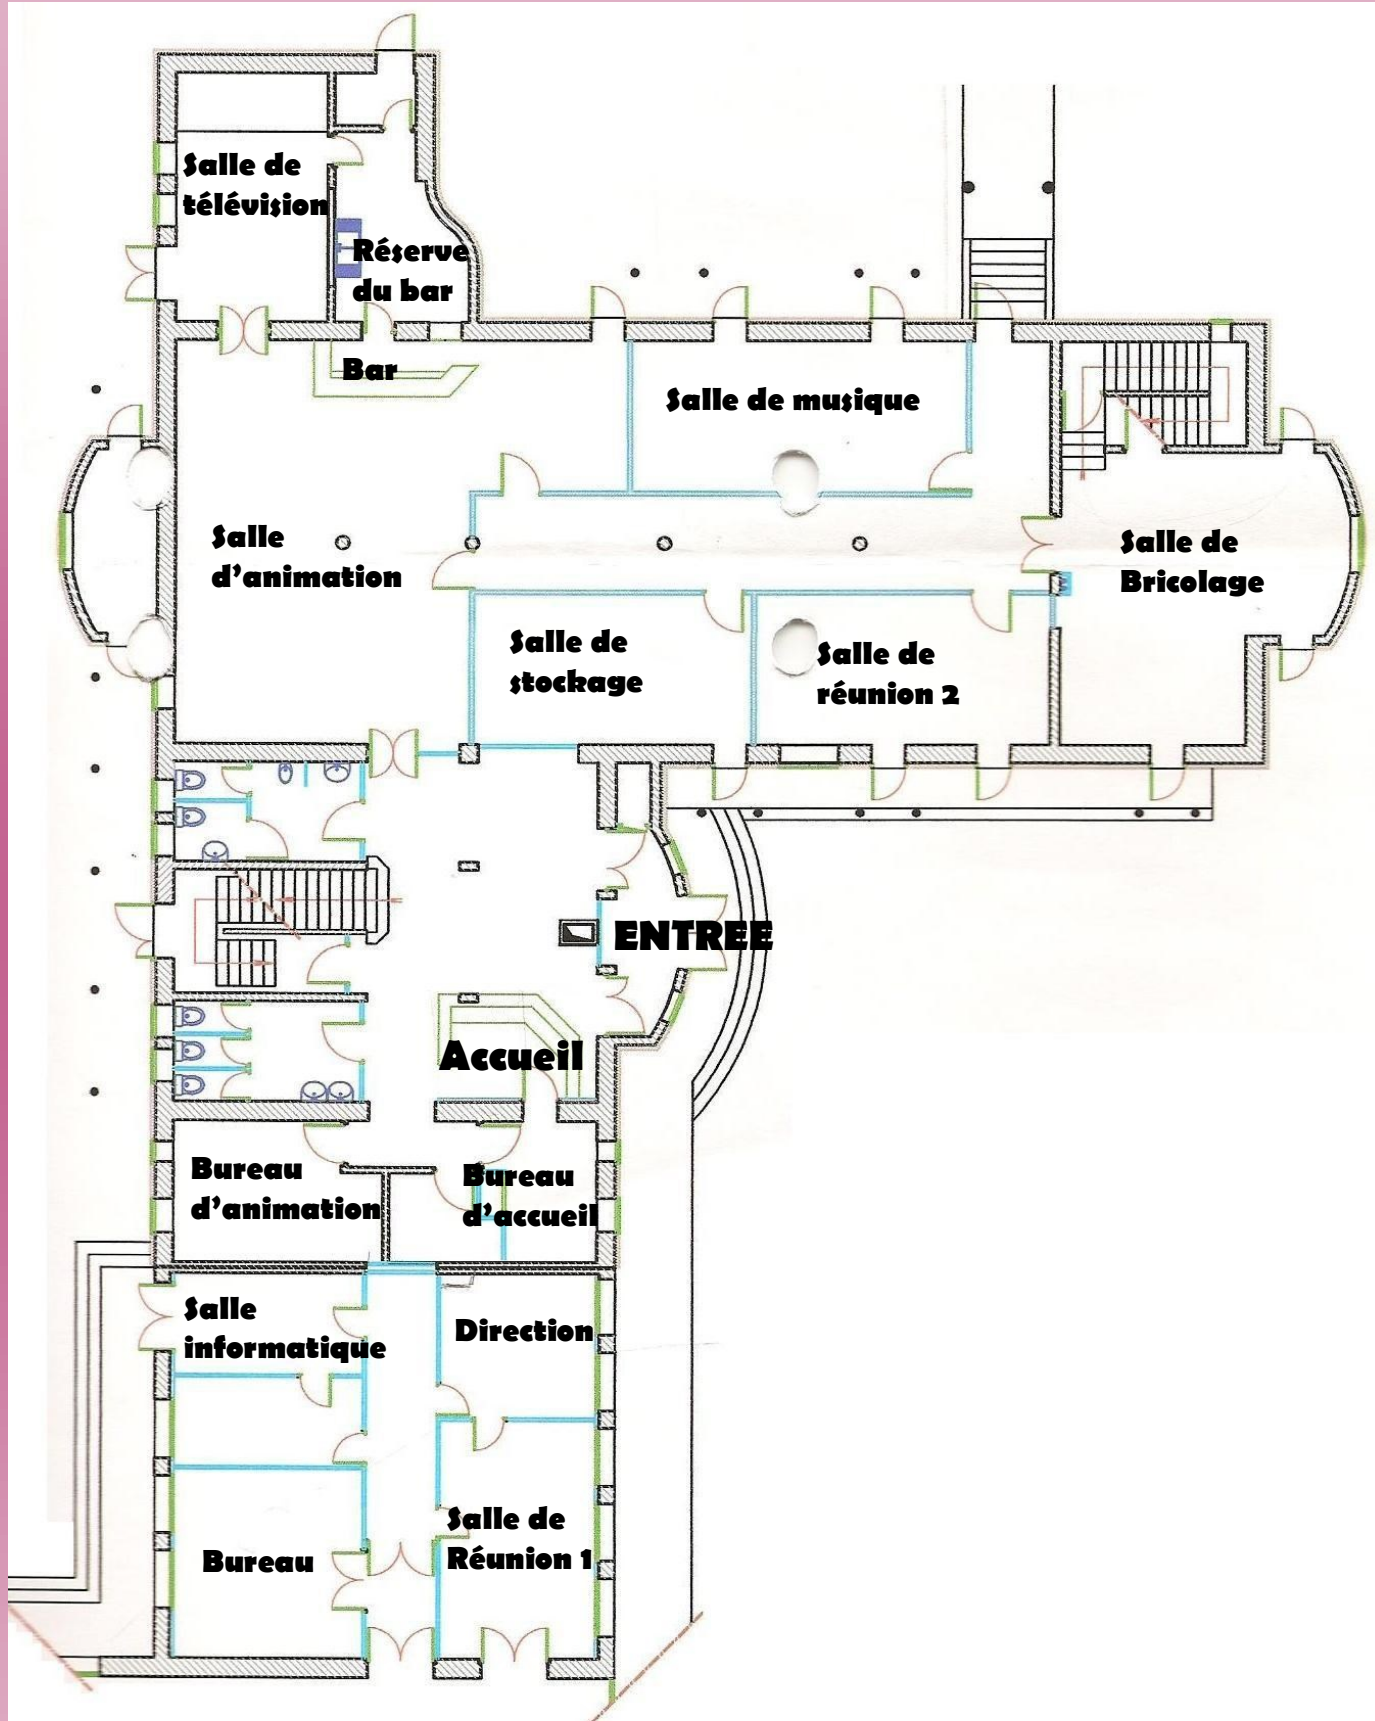 Salle de
télévision
Réserve
du bar
Bar
Salle de musique
Salle
d'animation
Salle de
Bricolage
Salle de
stockage
Salle de
réunion 2
ENTREE
Accueil
Bureau
d'animation
Bureau
d'accueil
Salle
informatique
Direction
Salle de
Réunion 1
Bureau